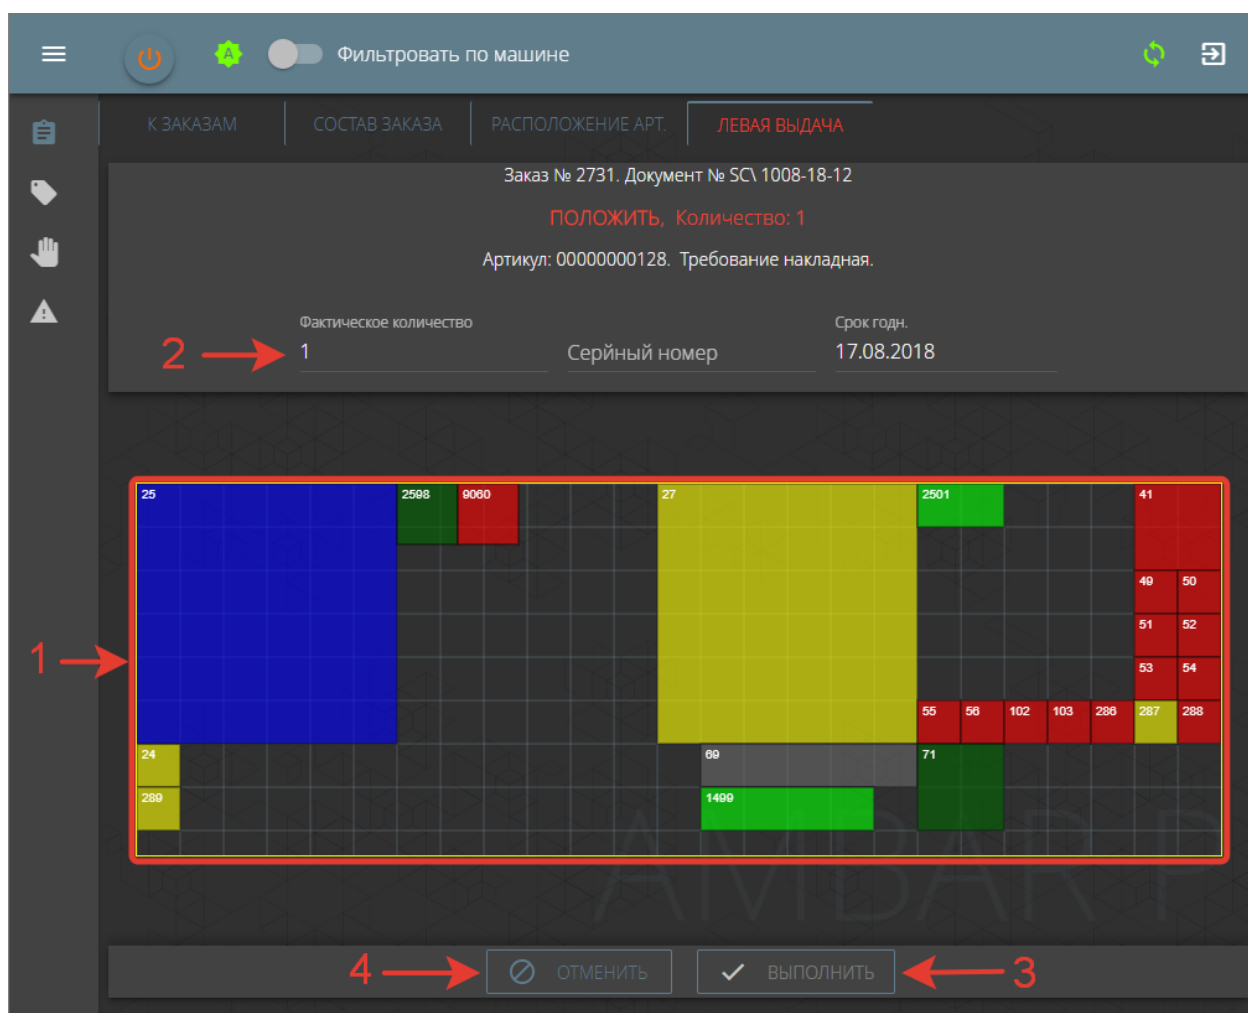 A Фильтровать по машине
К ЗАКАЗАМ СОСТАВ ЗАКАЗА РАСПОЛОЖЕНИЕ АРТ. ЛЕВАЯ ВЫДАЧА
Заказ № 2731. Документ № SC\ 1008-18-12
ПОЛОЖИТЬ, Количество: 1
Артикул: 00000000128. Требование накладная.
Фактическое количество Срок годн.
2 1 Серйный номер 17.08.2018
25 2598 9060 27 2501 41
49 50
51 52
1 53 54
55 56 102 103 286 287 288
24 69 71
289 1499
AMBAR P
4 ОТМЕНИТЬ ВЫПОЛНИТЬ 3